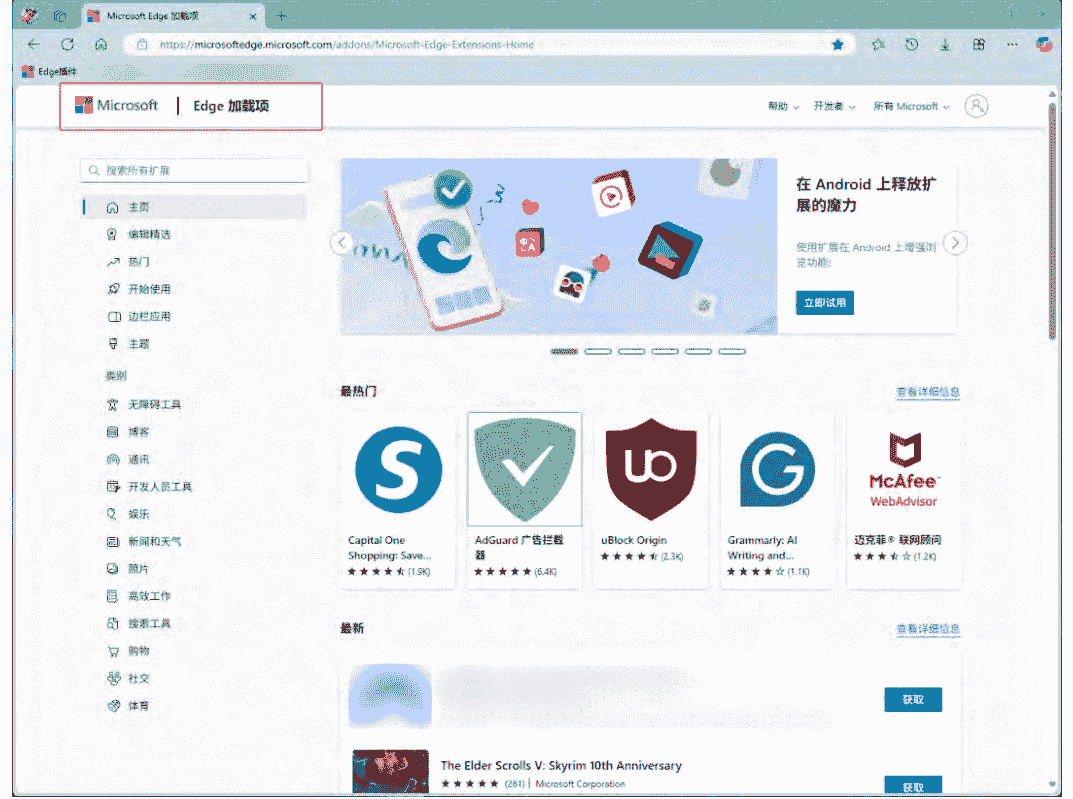 Microsoft Edge 加载项
https://microsoftedge.microsoft.com/addons/Microsoft-Edge-Extensions-Home
Edge插件
Microsoft | Edge 加载项
帮助
开发者
所有 Microsoft
搜索所有扩展
主页
编辑精选
热门
开始使用
边栏应用
主题
类别
无障碍工具
博客
通讯
开发人员工具
娱乐
新闻和天气
照片
高效工作
搜索工具
购物
社交
体育
在 Android 上释放扩
展的魔力
使用扩展在 Android 上增强浏
览功能!
立即试用
最热门
查看详细信息
Capital One
Shopping: Save...
(1.9K)
AdGuard 广告拦截
器
(6.4K)
uBlock Origin
(2.3K)
Grammarly: AI
Writing and...
(1.1K)
McAfee
WebAdvisor
迈克菲® 联网顾问
(1.2K)
最新
查看详细信息
获取
The Elder Scrolls V: Skyrim 10th Anniversary
(261) | Microsoft Corporation
获取